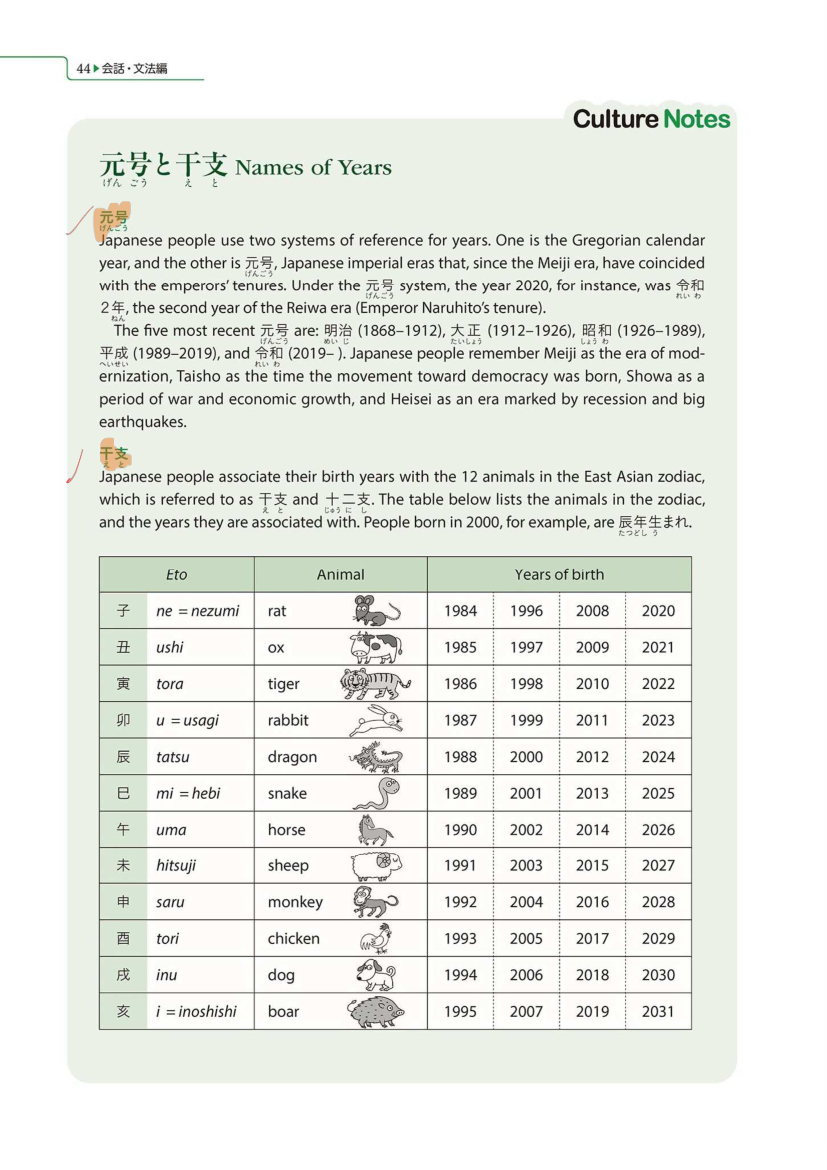 44▶会話・文法編
Culture Notes
元号と干支 Names of Years
げん ごう え と
元号
げんごう
Japanese people use two systems of reference for years. One is the Gregorian calendar
year, and the other is 元号, Japanese imperial eras that, since the Meiji era, have coincided
げんごう
with the emperors' tenures. Under the 元号 system, the year 2020, for instance, was 令和
げんごう れい わ
2年, the second year of the Reiwa era (Emperor Naruhito's tenure).
ねん
The five most recent 元号 are: 明治 (1868–1912), 大正 (1912–1926), 昭和 (1926–1989),
げんごう めい じ たいしょう しょう わ
平成 (1989–2019), and 令和 (2019– ). Japanese people remember Meiji as the era of mod-
へいせい れい わ
ernization, Taisho as the time the movement toward democracy was born, Showa as a
period of war and economic growth, and Heisei as an era marked by recession and big
earthquakes.
干支
え と
Japanese people associate their birth years with the 12 animals in the East Asian zodiac,
which is referred to as 干支 and 十二支. The table below lists the animals in the zodiac,
え と じゅう に し
and the years they are associated with. People born in 2000, for example, are 辰年生まれ.
たつどし う
Eto Animal Years of birth
子 ne = nezumi rat 1984 1996 2008 2020
丑 ushi ox 1985 1997 2009 2021
寅 tora tiger 1986 1998 2010 2022
卯 u = usagi rabbit 1987 1999 2011 2023
辰 tatsu dragon 1988 2000 2012 2024
巳 mi = hebi snake 1989 2001 2013 2025
午 uma horse 1990 2002 2014 2026
未 hitsuji sheep 1991 2003 2015 2027
申 saru monkey 1992 2004 2016 2028
酉 tori chicken 1993 2005 2017 2029
戌 inu dog 1994 2006 2018 2030
亥 i = inoshishi boar 1995 2007 2019 2031